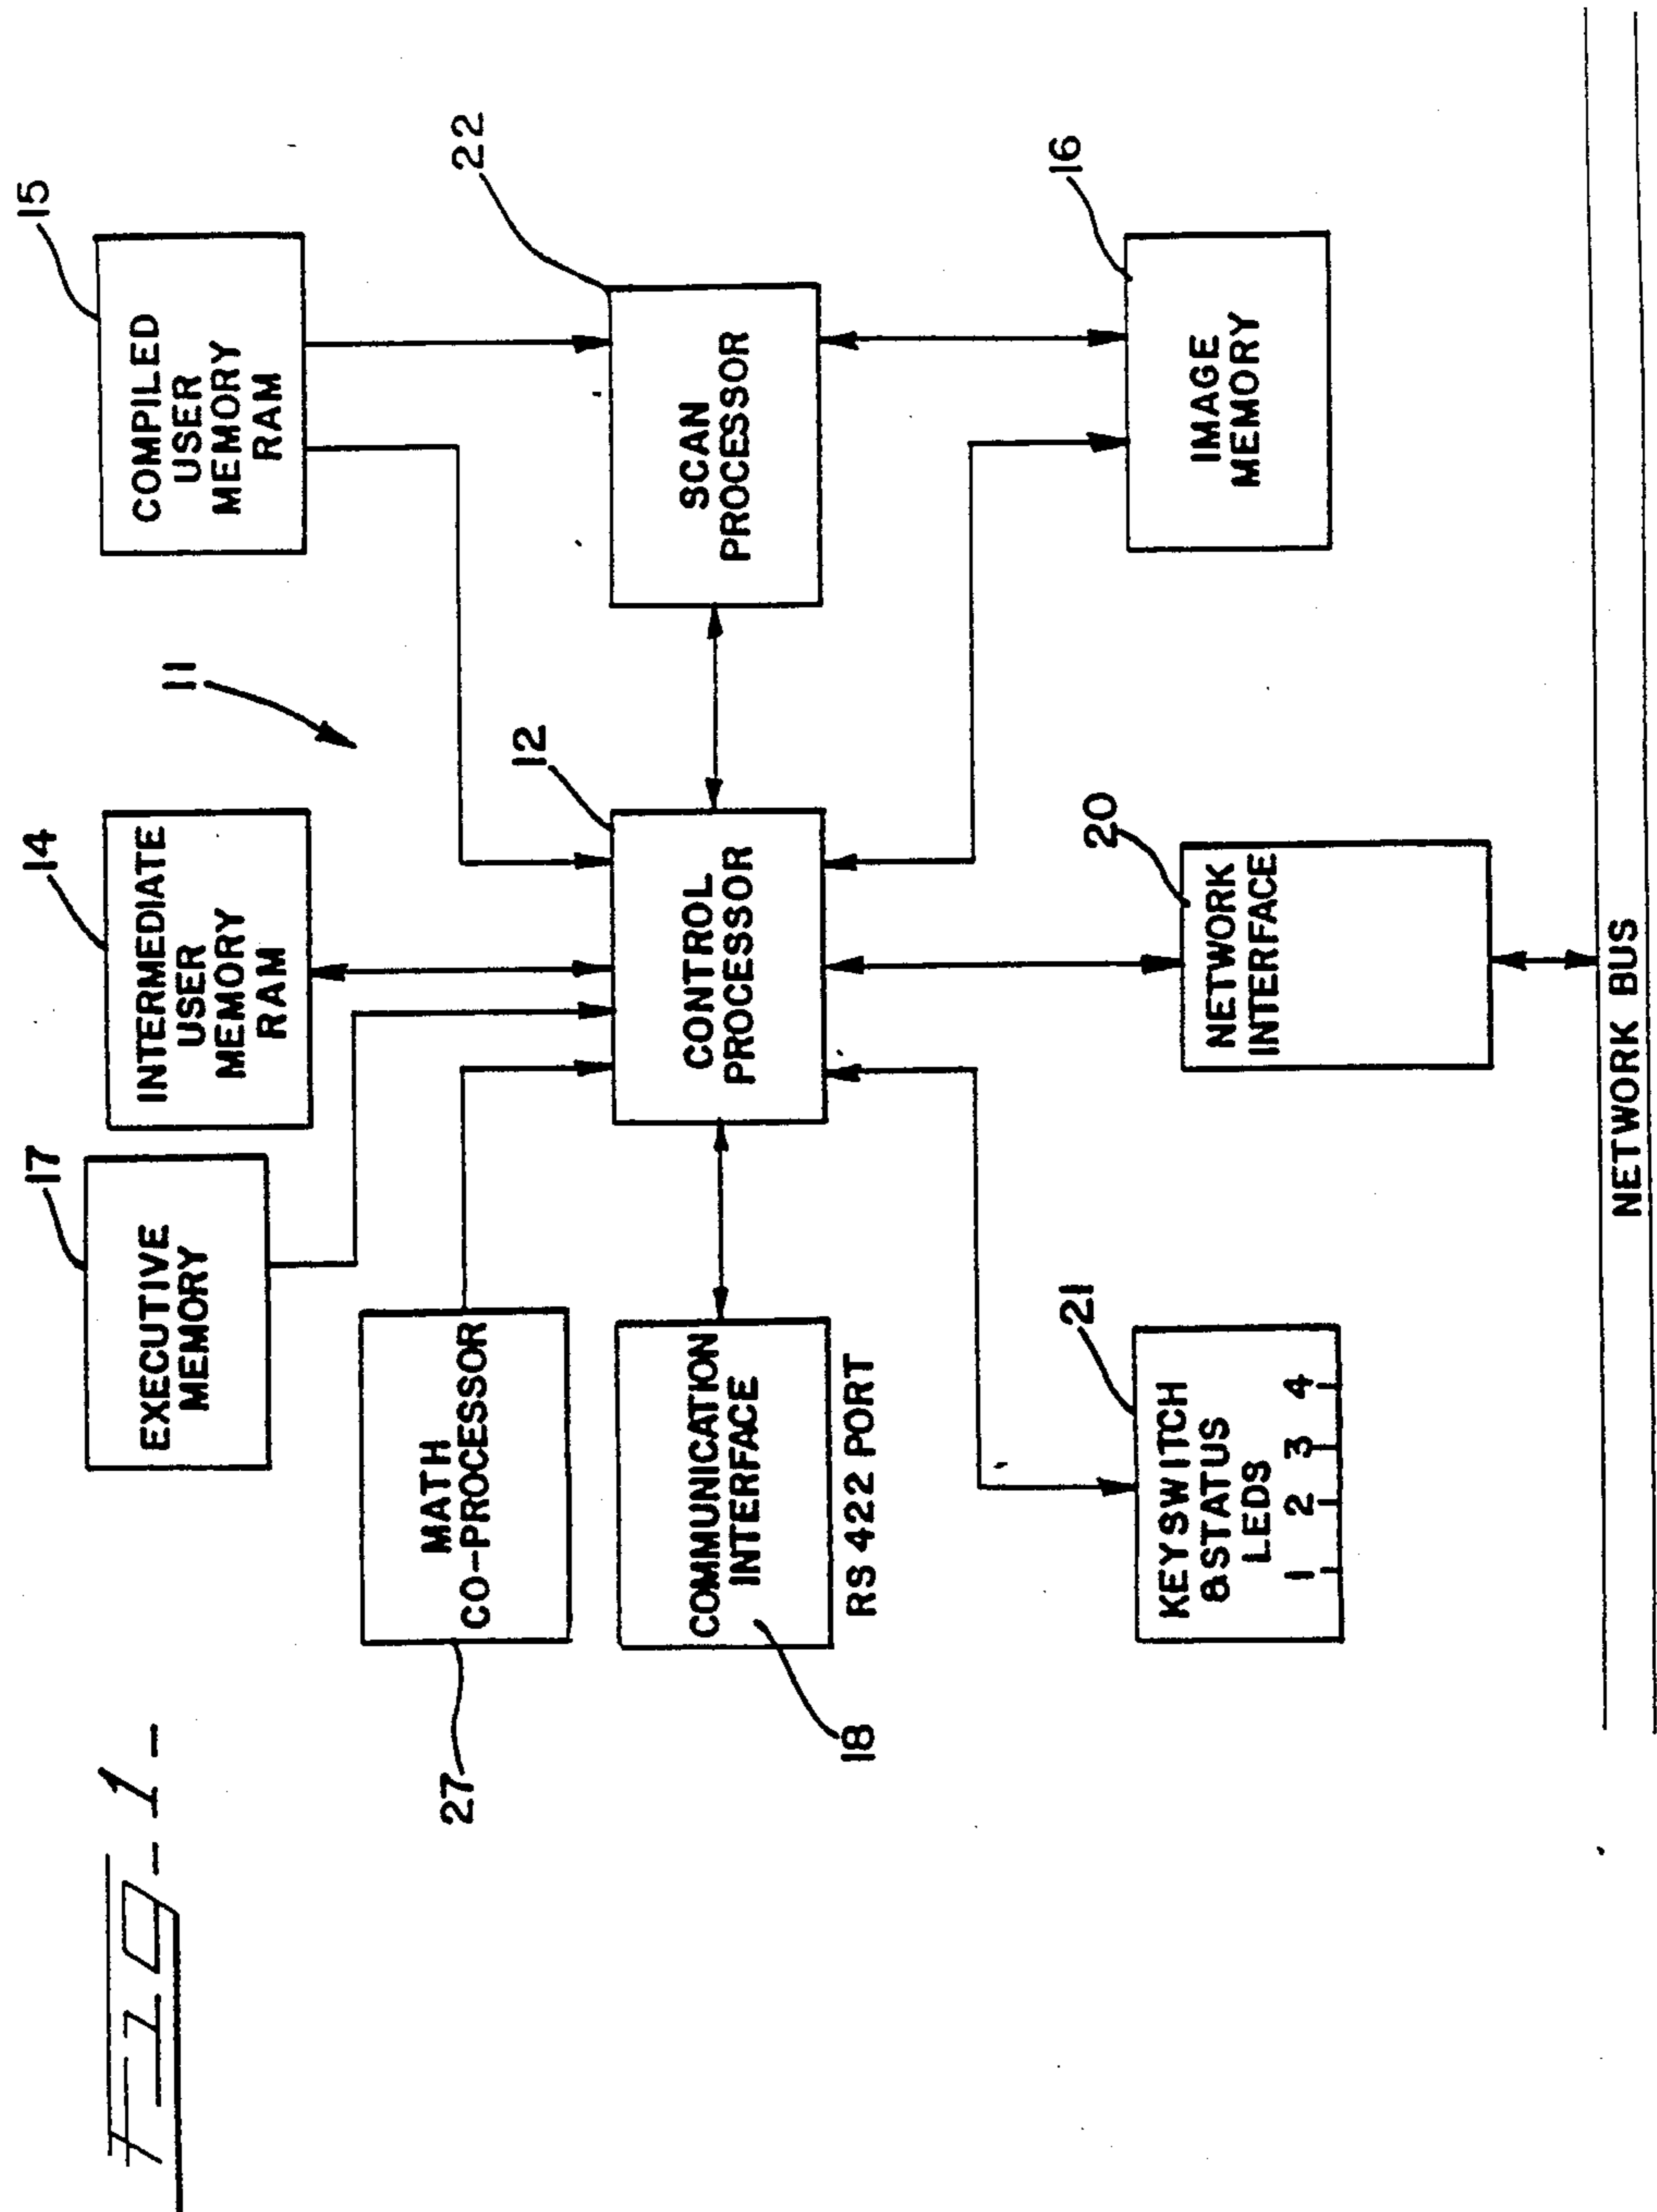 FIG-1-
11
17
EXECUTIVE
MEMORY
14
INTERMEDIATE
USER
MEMORY
RAM
15
COMPILED
USER
MEMORY
RAM
27
MATH
CO-PROCESSOR
18
COMMUNICATION
INTERFACE
RS 422 PORT
12
CONTROL
PROCESSOR
22
SCAN
PROCESSOR
21
KEYSWITCH
&STATUS
LEDS
1 2 3 4
20
NETWORK
INTERFACE
16
IMAGE
MEMORY
NETWORK BUS